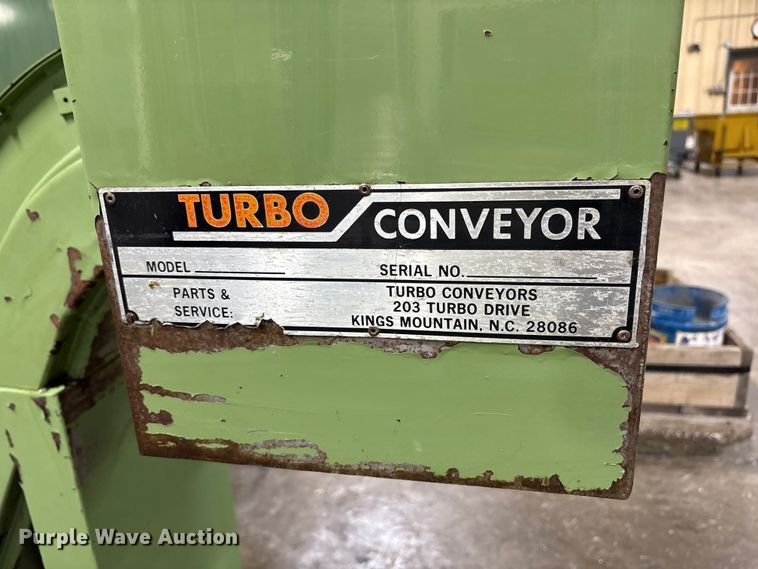 TURBO CONVEYOR
MODEL SERIAL NO.
PARTS & TURBO CONVEYORS
SERVICE: 203 TURBO DRIVE
KINGS MOUNTAIN, N.C. 28086
Purple Wave Auction